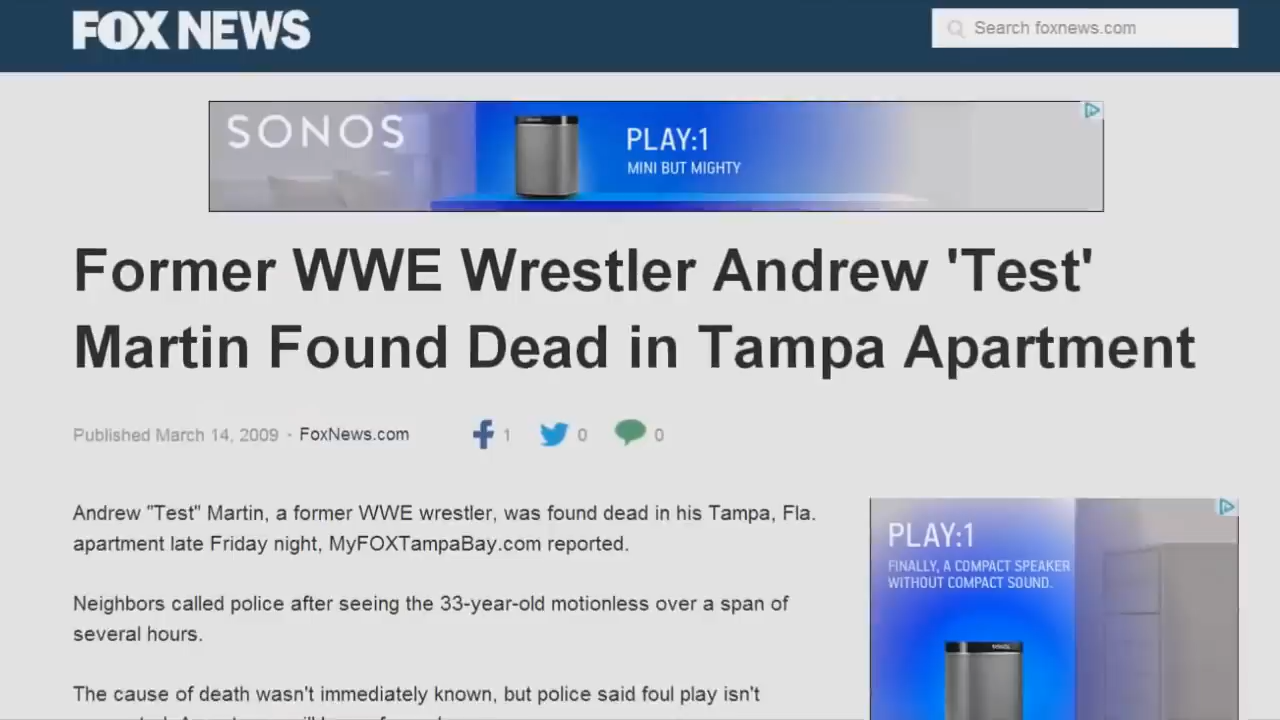 FOX NEWS
Search foxnews.com
SONOS
PLAY:1
MINI BUT MIGHTY
Former WWE Wrestler Andrew 'Test'
Martin Found Dead in Tampa Apartment
Published March 14, 2009 · FoxNews.com
1
0
0
Andrew "Test" Martin, a former WWE wrestler, was found dead in his Tampa, Fla.
apartment late Friday night, MyFOXTampaBay.com reported.
Neighbors called police after seeing the 33-year-old motionless over a span of
several hours.
The cause of death wasn't immediately known, but police said foul play isn't
PLAY:1
FINALLY, A COMPACT SPEAKER
WITHOUT COMPACT SOUND.
SONOS